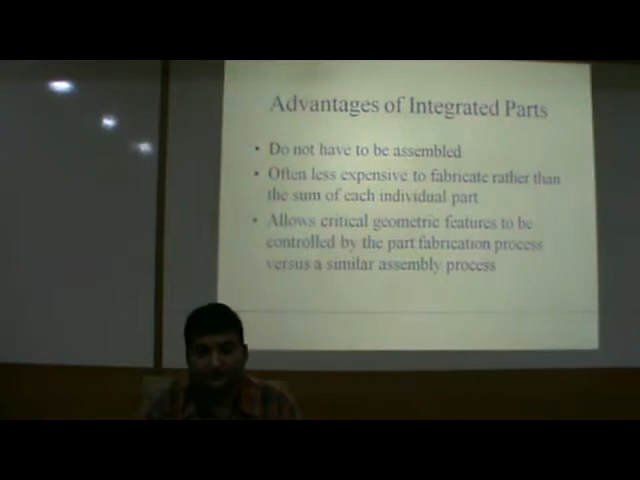 Advantages of Integrated Parts
• Do not have to be assembled
• Often less expensive to fabricate rather than
the sum of each individual part
• Allows critical geometric features to be
controlled by the part fabrication process
versus a similar assembly process